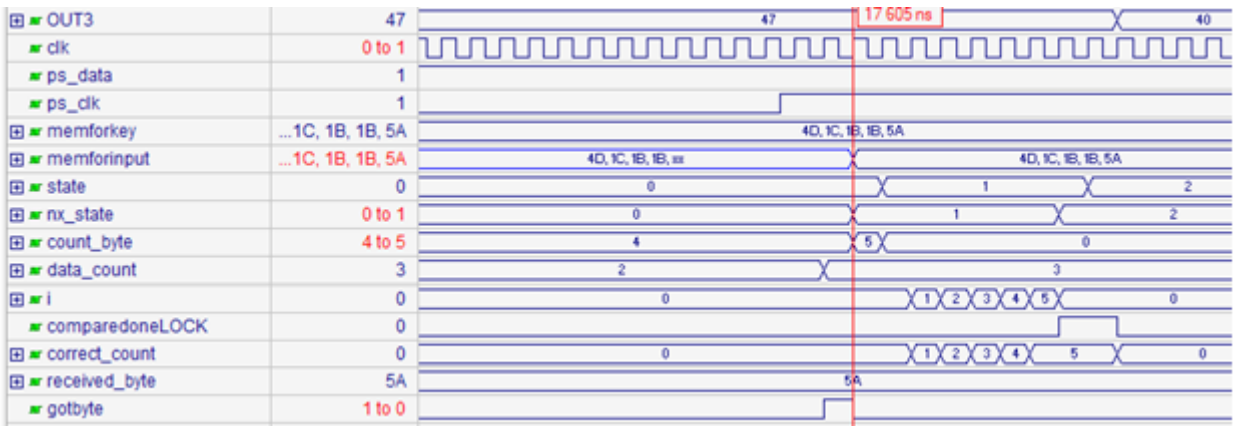 OUT3 47 47 17 605 ns 40
clk 0 to 1
ps_data 1
ps_clk 1
memforkey ...1C, 1B, 1B, 5A 4D, 1C, 1B, 1B, 5A
memforinput ...1C, 1B, 1B, 5A 4D, 1C, 1B, 1B, xx 4D, 1C, 1B, 1B, 5A
state 0 0 1 2
nx_state 0 to 1 0 1 2
count_byte 4 to 5 4 5 0
data_count 3 2 3
i 0 0 1 2 3 4 5 0
comparedoneLOCK 0
correct_count 0 0 1 2 3 4 5 0
received_byte 5A 5A
gotbyte 1 to 0